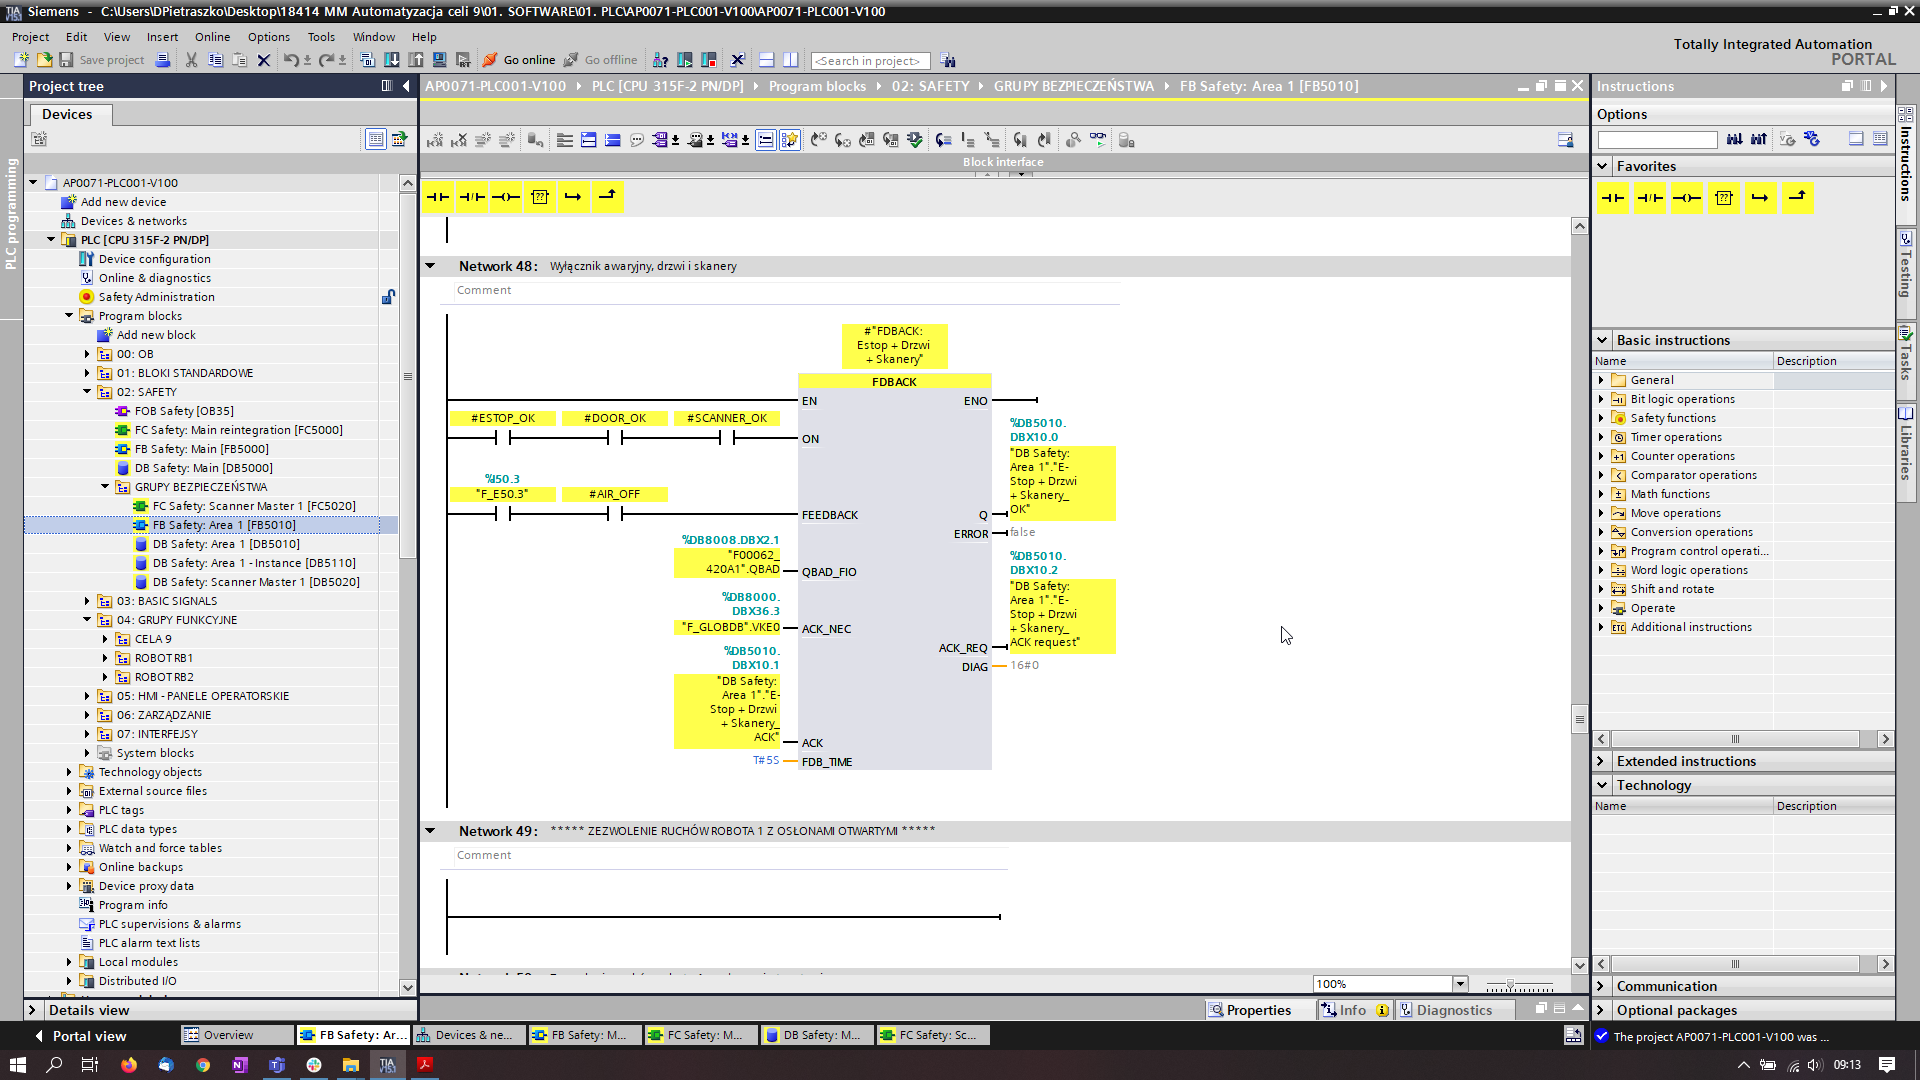 Siemens - C:\Users\DPietraszko\Desktop\18414 MM Automatyzacja celi 9\01. SOFTWARE\01. PLC\AP0071-PLC001-V100\AP0071-PLC001-V100
Project Edit View Insert Online Options Tools Window Help
Totally Integrated Automation
PORTAL
Save project
Go online
Go offline
<Search in project>
Project tree
AP0071-PLC001-V100 PLC [CPU 315F-2 PN/DP] Program blocks 02: SAFETY GRUPY BEZPIECZEŃSTWA FB Safety: Area 1 [FB5010]
Instructions
Devices
Options
PLC programming
AP0071-PLC001-V100
Add new device
Devices & networks
PLC [CPU 315F-2 PN/DP]
Device configuration
Online & diagnostics
Safety Administration
Program blocks
Add new block
00: OB
01: BLOKI STANDARDOWE
02: SAFETY
FOB Safety [OB35]
FC Safety: Main reintegration [FC5000]
FB Safety: Main [FB5000]
DB Safety: Main [DB5000]
GRUPY BEZPIECZEŃSTWA
FC Safety: Scanner Master 1 [FC5020]
FB Safety: Area 1 [FB5010]
DB Safety: Area 1 [DB5010]
DB Safety: Area 1 - Instance [DB5110]
DB Safety: Scanner Master 1 [DB5020]
03: BASIC SIGNALS
04: GRUPY FUNKCYJNE
CELA 9
ROBOT RB1
ROBOT RB2
05: HMI - PANELE OPERATORSKIE
06: ZARZĄDZANIE
07: INTERFEJSY
System blocks
Technology objects
External source files
PLC tags
PLC data types
Watch and force tables
Online backups
Device proxy data
Program info
PLC supervisions & alarms
PLC alarm text lists
Local modules
Distributed I/O
Details view
Block interface
Network 48: Wyłącznik awaryjny, drzwi i skanery
Comment
#"FDBACK:
Estop + Drzwi
+ Skanery"
FDBACK
EN
ENO
#ESTOP_OK
#DOOR_OK
#SCANNER_OK
ON
%I50.3
"F_E50.3"
#AIR_OFF
FEEDBACK
%DB5010.
DBX10.0
"DB Safety:
Area 1"."E-
Stop + Drzwi
+ Skanery_
OK"
Q
ERROR
false
%DB8008.DBX2.1
"F00062_
420A1".QBAD
QBAD_FIO
%DB5010.
DBX10.2
"DB Safety:
Area 1"."E-
Stop + Drzwi
+ Skanery_
ACK request"
ACK_REQ
%DB8000.
DBX36.3
"F_GLOBDB".VKE0
ACK_NEC
DIAG
16#0
%DB5010.
DBX10.1
"DB Safety:
Area 1"."E-
Stop + Drzwi
+ Skanery_
ACK"
ACK
T#5S
FDB_TIME
Network 49: ***** ZEZWOLENIE RUCHÓW ROBOTA 1 Z OSŁONAMI OTWARTYMI *****
Comment
100%
Properties
Info
Diagnostics
Favorites
Basic instructions
Name Description
General
Bit logic operations
Safety functions
Timer operations
Counter operations
Comparator operations
Math functions
Move operations
Conversion operations
Program control operati...
Word logic operations
Shift and rotate
Operate
Additional instructions
Extended instructions
Technology
Name Description
Communication
Optional packages
Instructions
Testing
Tasks
Libraries
Portal view
Overview
FB Safety: Ar...
Devices & ne...
FB Safety: M...
FC Safety: M...
DB Safety: M...
FC Safety: Sc...
The project AP0071-PLC001-V100 was ...
09:13